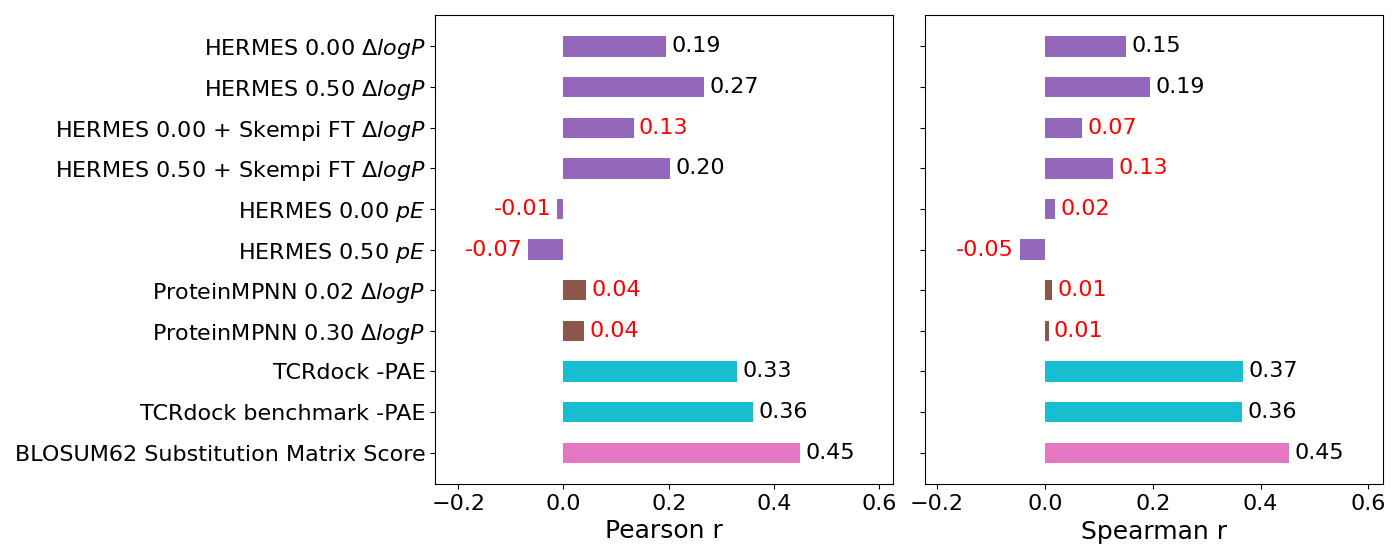 HERMES 0.00 ΔlogP 0.19 0.15
HERMES 0.50 ΔlogP 0.27 0.19
HERMES 0.00 + Skempi FT ΔlogP 0.13 0.07
HERMES 0.50 + Skempi FT ΔlogP 0.20 0.13
HERMES 0.00 pE -0.01 0.02
HERMES 0.50 pE -0.07 -0.05
ProteinMPNN 0.02 ΔlogP 0.04 0.01
ProteinMPNN 0.30 ΔlogP 0.04 0.01
TCRdock -PAE 0.33 0.37
TCRdock benchmark -PAE 0.36 0.36
BLOSUM62 Substitution Matrix Score 0.45 0.45
−0.2 0.0 0.2 0.4 0.6 −0.2 0.0 0.2 0.4 0.6
Pearson r Spearman r